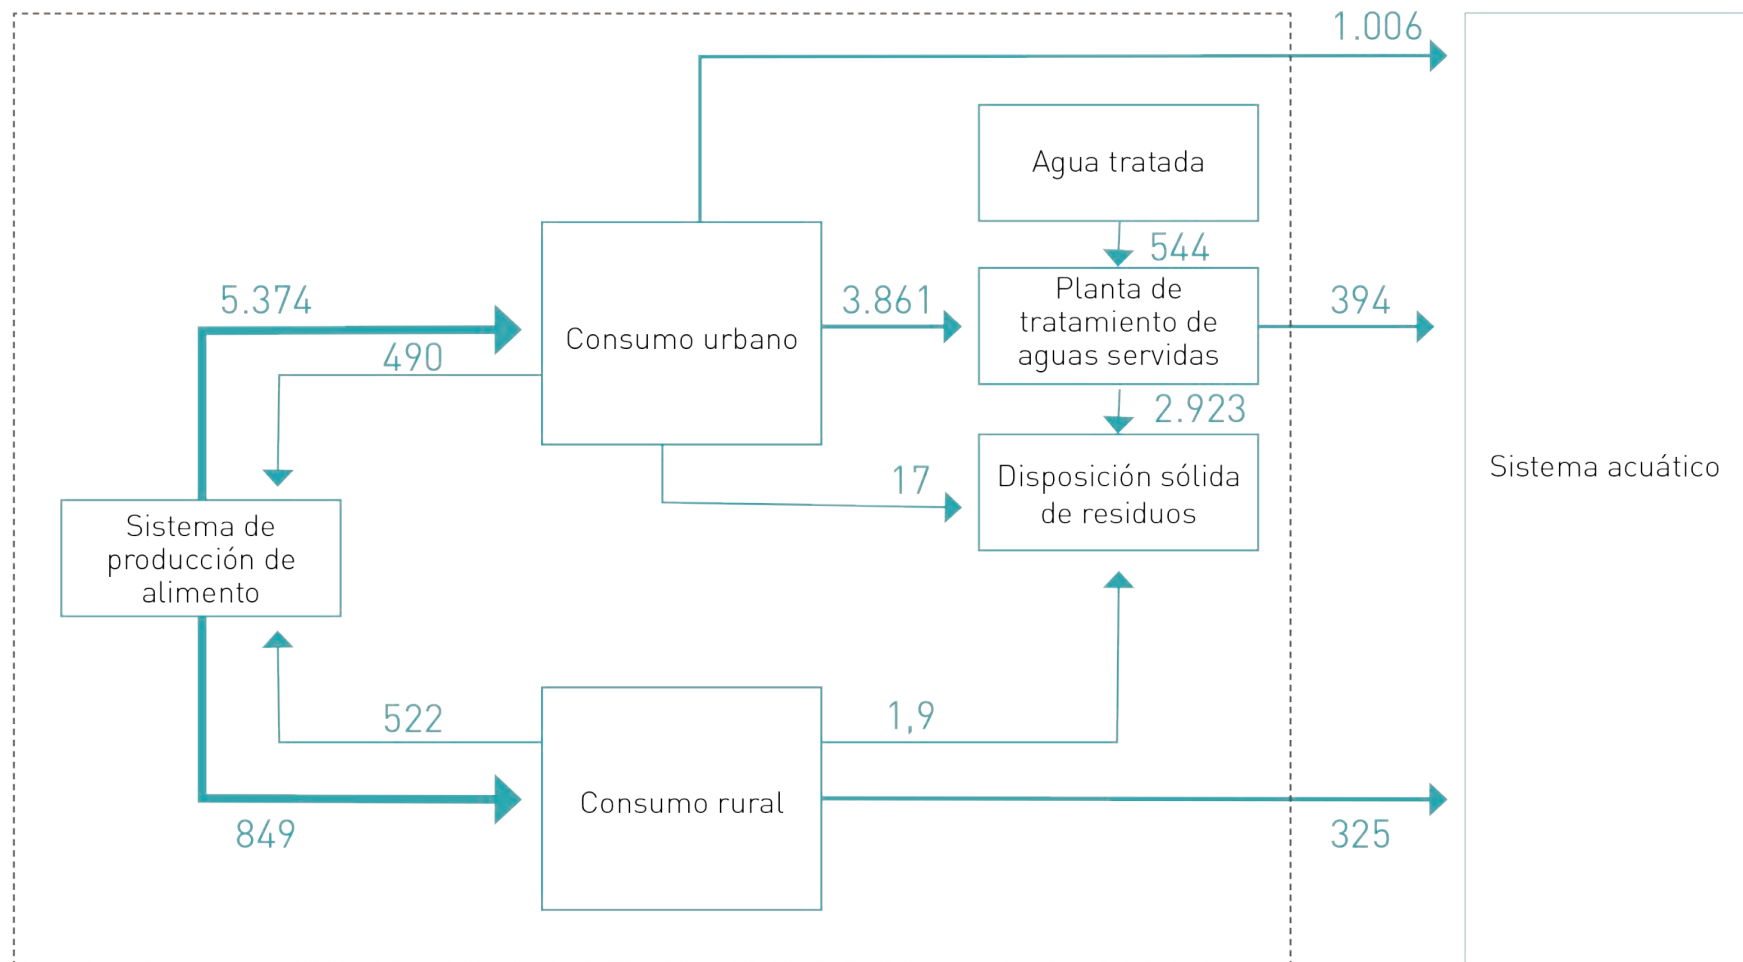 1.006
Agua tratada
544
5.374
3.861
Planta de
tratamiento de
aguas servidas
394
Consumo urbano
490
2.923
17
Disposición sólida
de residuos
Sistema acuático
Sistema de
producción de
alimento
522
1,9
Consumo rural
849
325